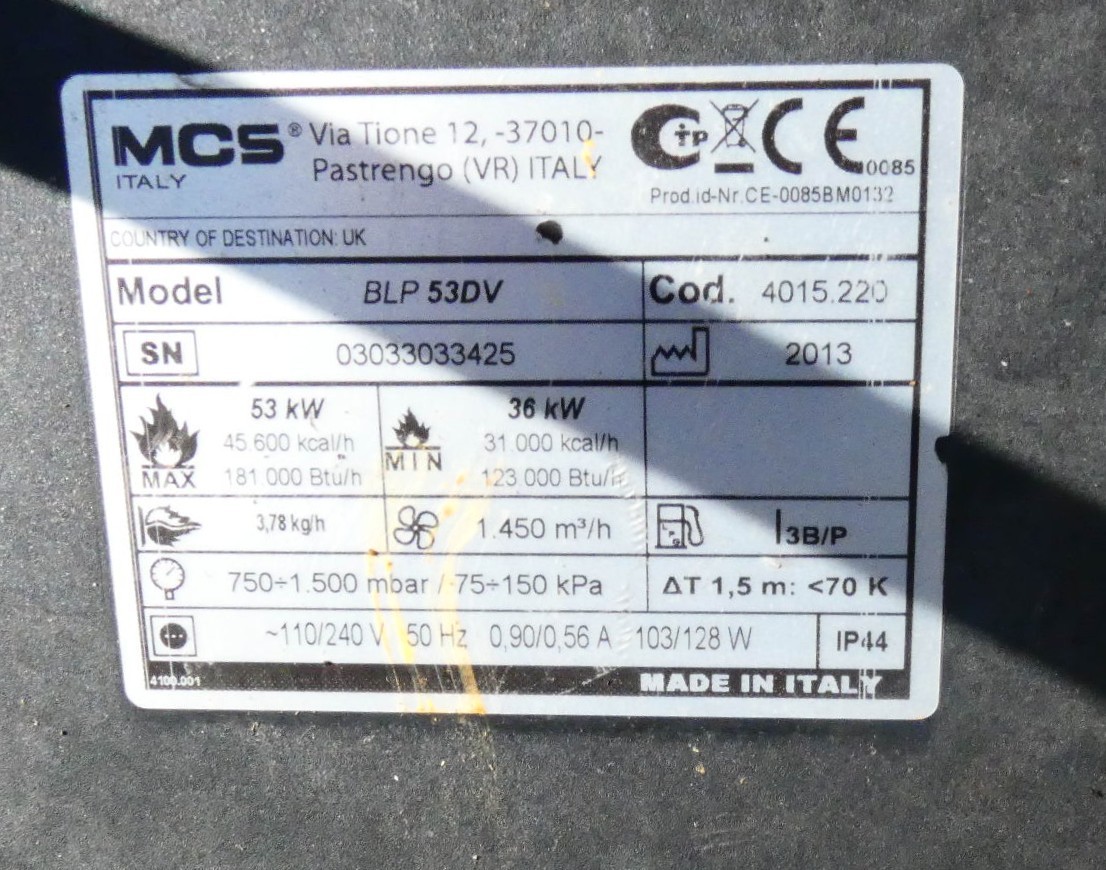 MCS® Via Tione 12, -37010-
ITALY Pastrengo (VR) ITALY
CE 0085
Prod.id-Nr.CE-0085BM0132
COUNTRY OF DESTINATION: UK
Model BLP 53DV Cod. 4015.220
SN 03033033425 2013
53 kW 36 kW
45.600 kcal/h 31.000 kcal/h
MAX 181.000 Btu/h MIN 123.000 Btu/h
3,78 kg/h 1.450 m³/h LPG I3B/P
750÷1.500 mbar / 75÷150 kPa ΔT 1,5 m: <70 K
~110/240 V 50 Hz 0,90/0,56 A 103/128 W IP44
4100.001 MADE IN ITALY